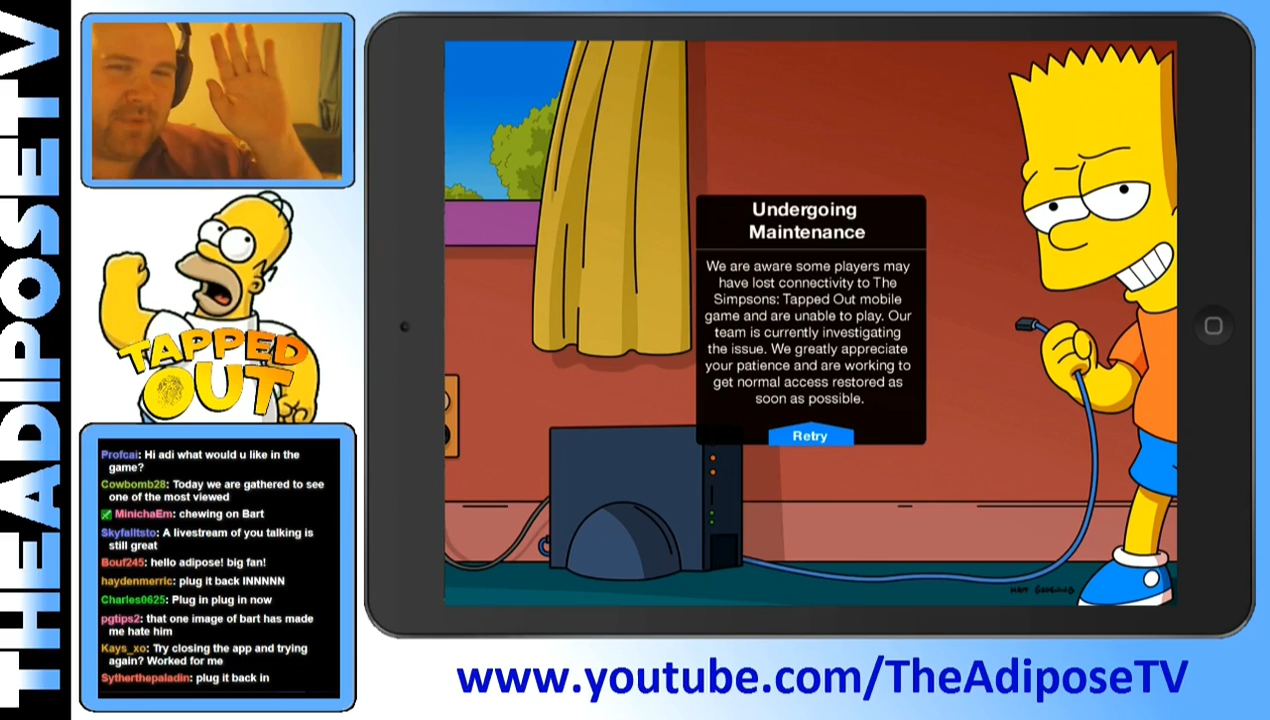 THEADIPOSETV
TAPPED
OUT
Profcai: Hi adi what would u like in the
game?
Cowbomb28: Today we are gathered to see
one of the most viewed
MinichaEm: chewing on Bart
Skyfalltsto: A livestream of you talking is
still great
Bouf245: hello adipose! big fan!
haydenmerric: plug it back INNNNN
Charles0625: Plug in plug in now
pgtips2: that one image of bart has made
me hate him
Kays_xo: Try closing the app and trying
again? Worked for me
Sytherthepaladin: plug it back in
Undergoing
Maintenance
We are aware some players may
have lost connectivity to The
Simpsons: Tapped Out mobile
game and are unable to play. Our
team is currently investigating
the issue. We greatly appreciate
your patience and are working to
get normal access restored as
soon as possible.
Retry
MATT GROENING
www.youtube.com/TheAdiposeTV